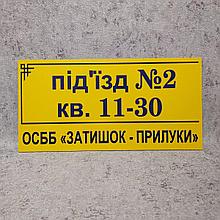 під'їзд №2
кв. 11-30
ОСББ «ЗАТИШОК - ПРИЛУКИ»